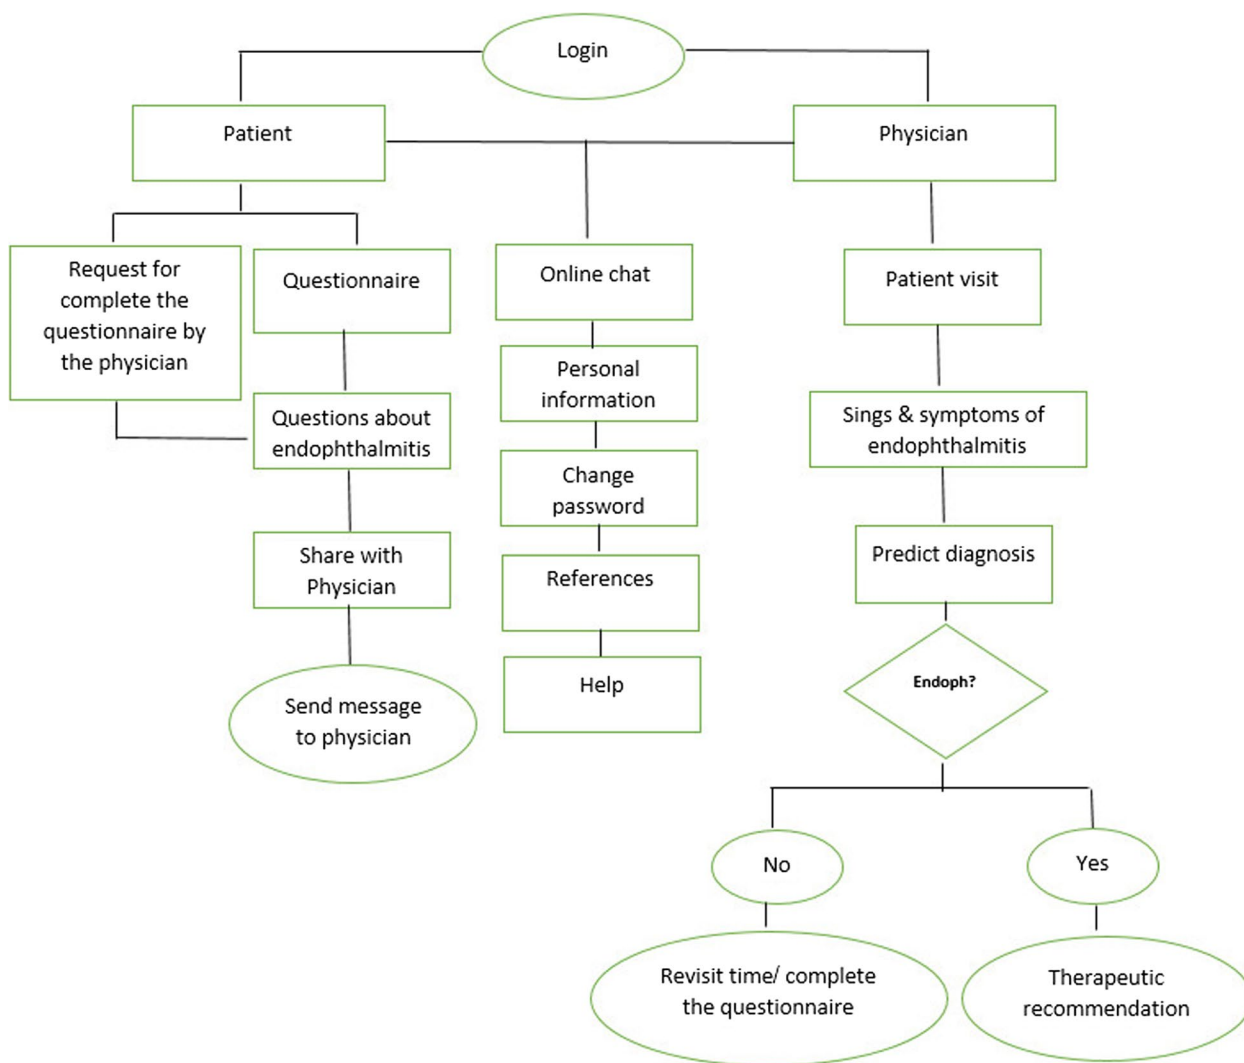 Login
Patient
Physician
Request for
complete the
questionnaire by
the physician
Questionnaire
Online chat
Patient visit
Personal
information
Questions about
endophthalmitis
Sings & symptoms of
endophthalmitis
Change
password
Share with
Physician
References
Predict diagnosis
Send message
to physician
Help
Endoph?
No
Yes
Revisit time/ complete
the questionnaire
Therapeutic
recommendation